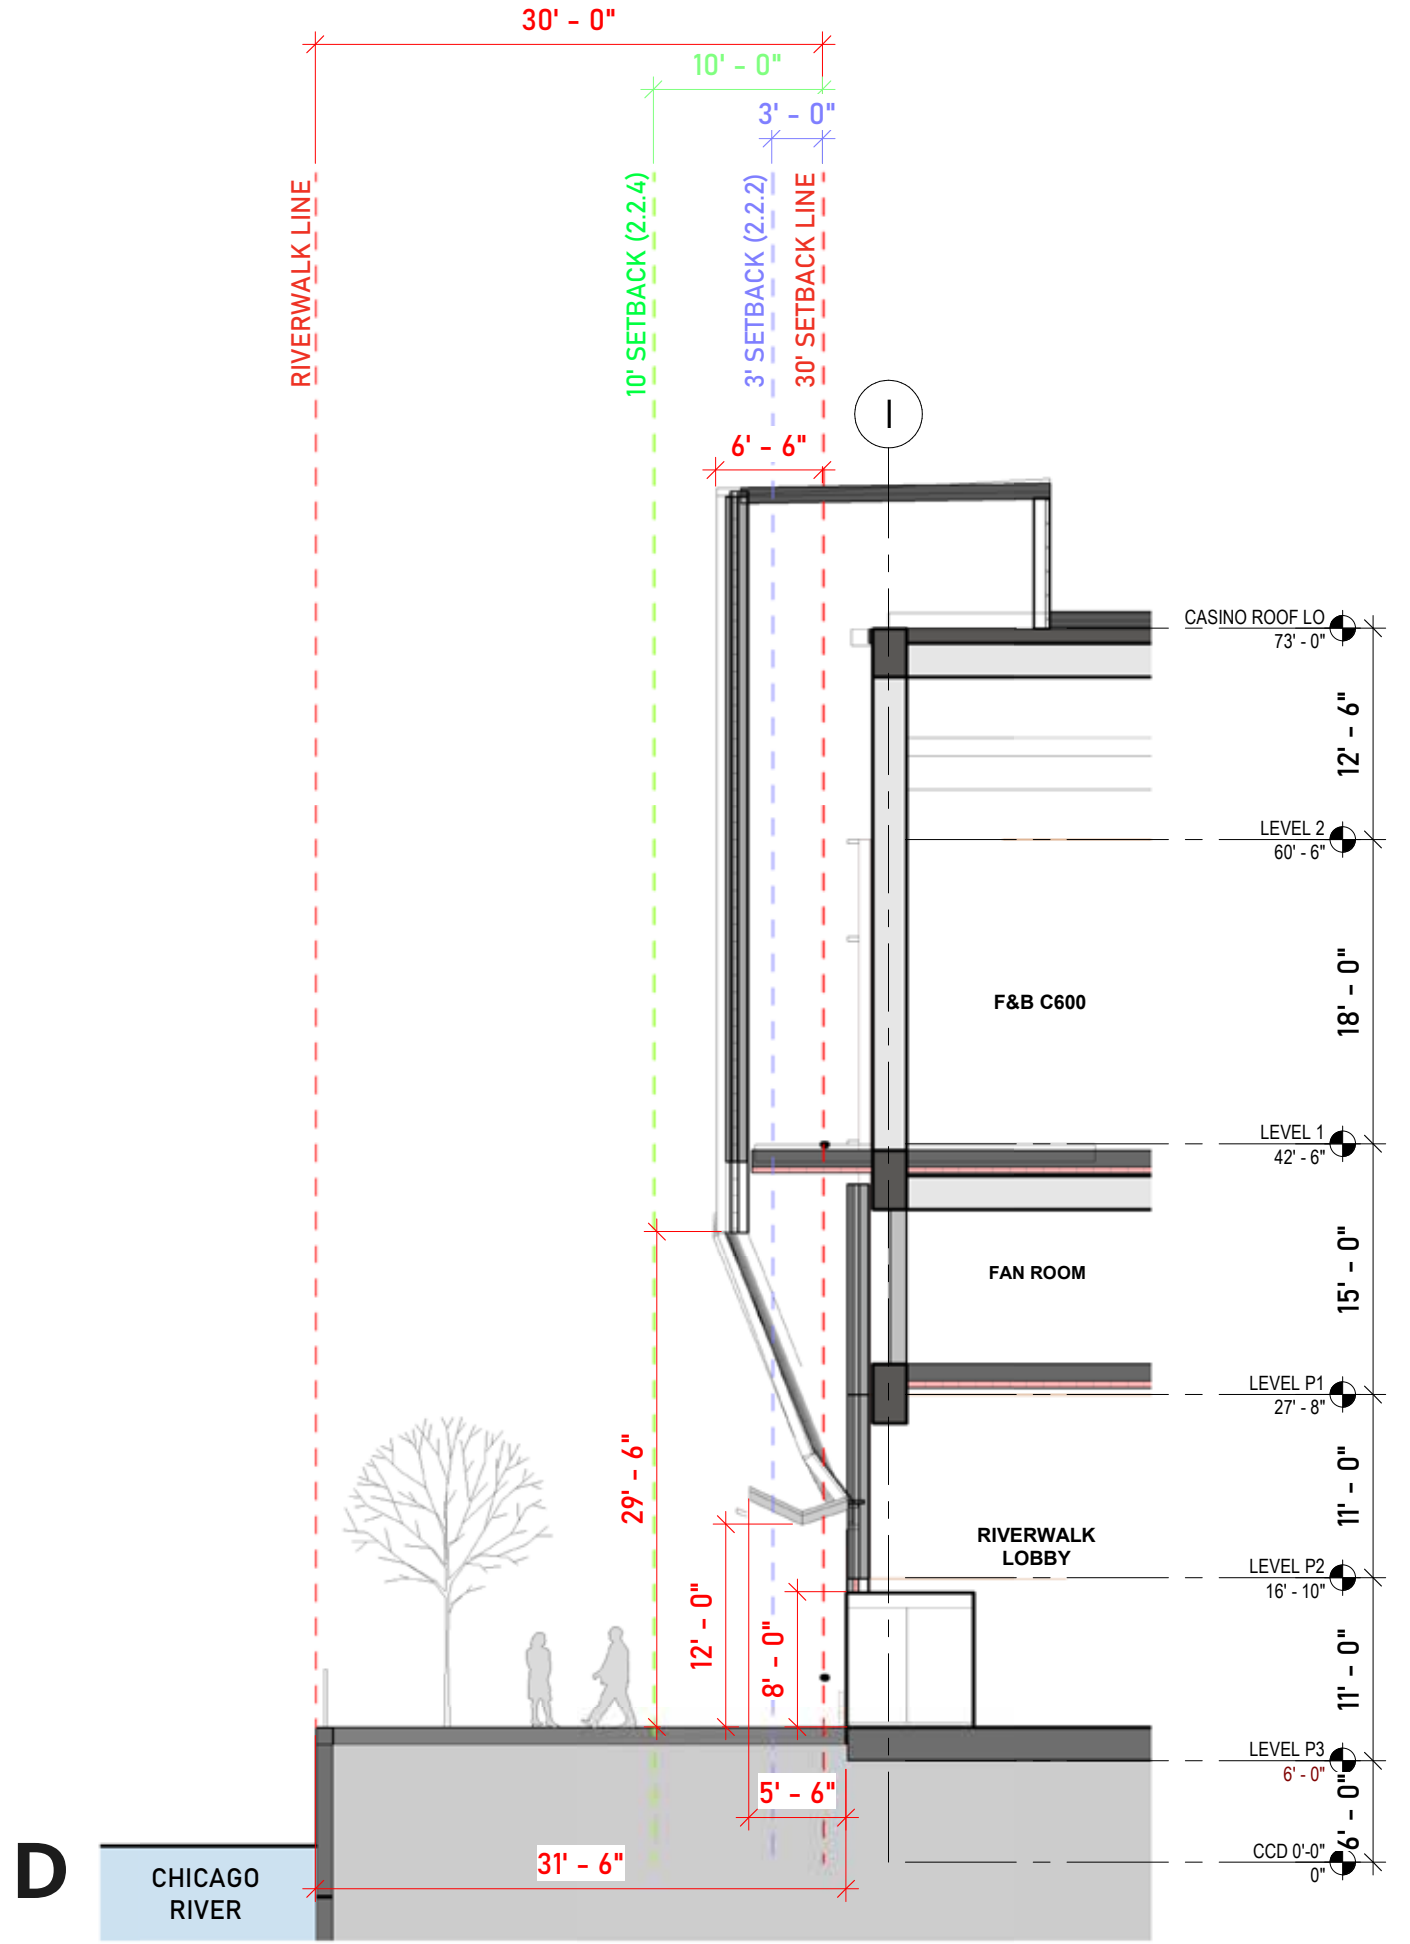 30' - 0"
10' - 0"
3' - 0"
RIVERWALK LINE
10' SETBACK (2.2.4)
3' SETBACK (2.2.2)
30' SETBACK LINE
I
6' - 6"
CASINO ROOF LO
73' - 0"
12' - 6"
LEVEL 2
60' - 6"
F&B C600
18' - 0"
LEVEL 1
42' - 6"
FAN ROOM
15' - 0"
LEVEL P1
27' - 8"
29' - 6"
11' - 0"
RIVERWALK
LOBBY
LEVEL P2
16' - 10"
12' - 0"
8' - 0"
11' - 0"
LEVEL P3
6' - 0"
5' - 6"
6' - 0"
CCD 0'-0"
0"
31' - 6"
D
CHICAGO
RIVER